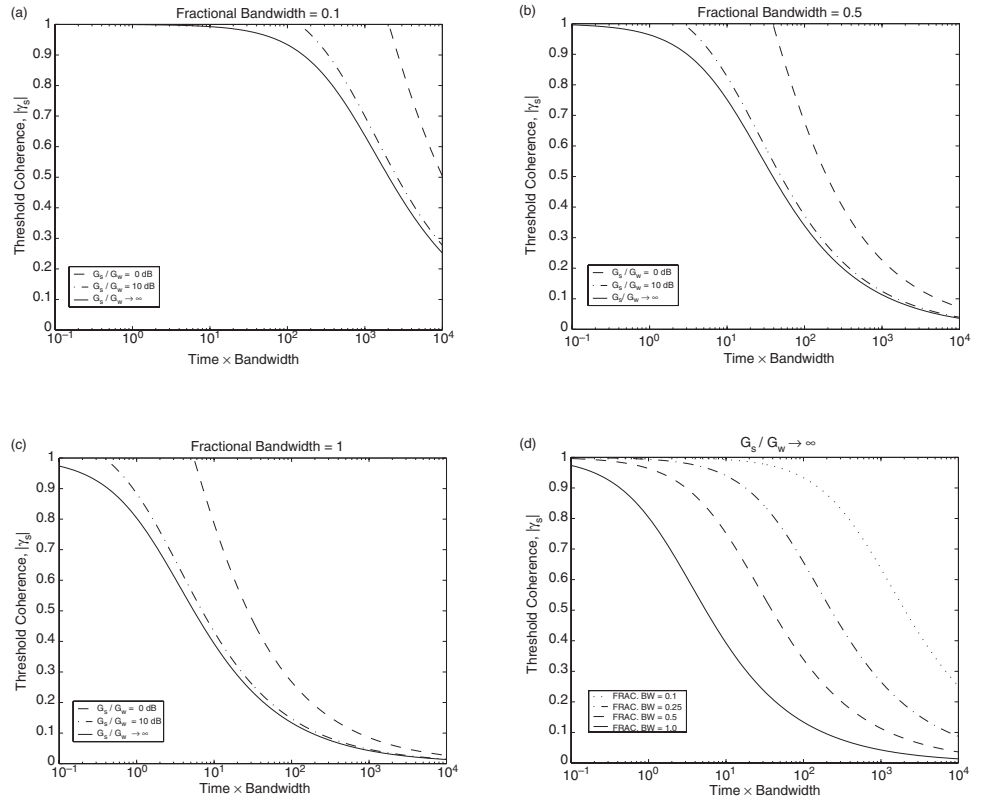 (a)
Fractional Bandwidth = 0.1
Threshold Coherence, |γs|
1
0.9
0.8
0.7
0.6
0.5
0.4
0.3
0.2
0.1
0
Gs / Gw = 0 dB
Gs / Gw = 10 dB
Gs / Gw → ∞
10−1 100 101 102 103 104
Time × Bandwidth
(b)
Fractional Bandwidth = 0.5
Threshold Coherence, |γs|
1
0.9
0.8
0.7
0.6
0.5
0.4
0.3
0.2
0.1
0
Gs / Gw = 0 dB
Gs / Gw = 10 dB
Gs/ Gw → ∞
10−1 100 101 102 103 104
Time × Bandwidth
(c)
Fractional Bandwidth = 1
Threshold Coherence, |γs|
1
0.9
0.8
0.7
0.6
0.5
0.4
0.3
0.2
0.1
0
Gs / Gw = 0 dB
Gs / Gw = 10 dB
Gs / Gw → ∞
10−1 100 101 102 103 104
Time × Bandwidth
(d)
Gs / Gw → ∞
Threshold Coherence, |γs|
1
0.9
0.8
0.7
0.6
0.5
0.4
0.3
0.2
0.1
0
FRAC. BW = 0.1
FRAC. BW = 0.25
FRAC. BW = 0.5
FRAC. BW = 1.0
10−1 100 101 102 103 104
Time × Bandwidth